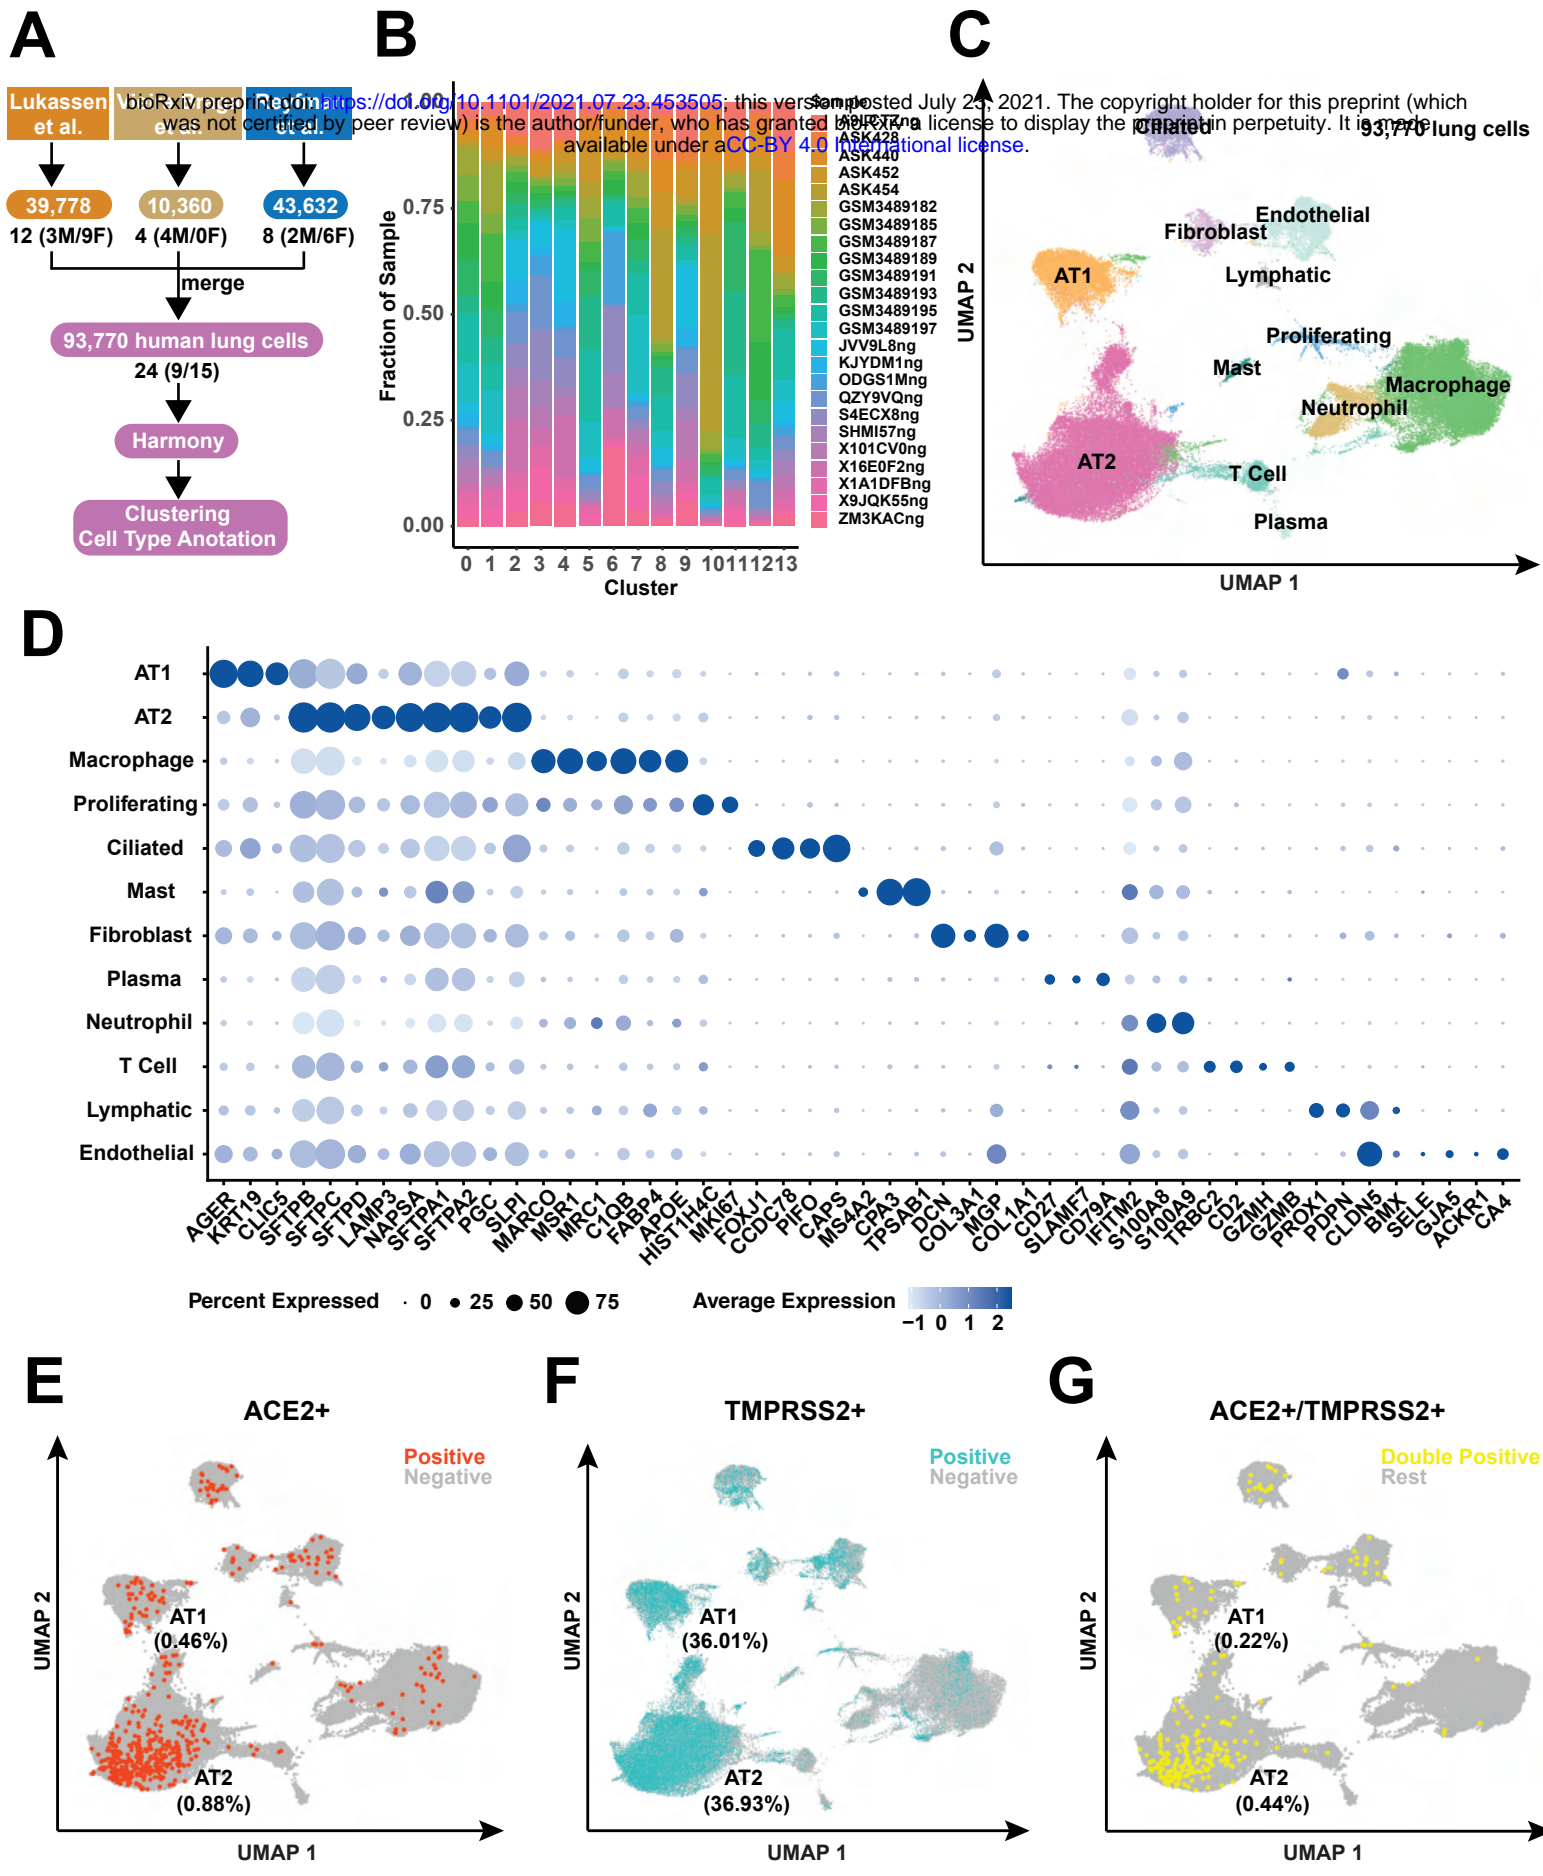 A
B
C
bioRxiv preprint doi: https://doi.org/10.1101/2021.07.23.453505; this version posted July 23, 2021. The copyright holder for this preprint (which
was not certified by peer review) is the author/funder, who has granted bioRxiv a license to display the preprint in perpetuity. It is made
available under aCC-BY 4.0 International license.
Lukassen
et al.
et al.
et al.
39,778
10,360
43,632
12 (3M/9F)
4 (4M/0F)
8 (2M/6F)
merge
93,770 human lung cells
24 (9/15)
Harmony
Clustering
Cell Type Anotation
Fraction of Sample
1.00
0.75
0.50
0.25
0.00
0 1 2 3 4 5 6 7 8 9 10 11 12 13
Cluster
Sample
ASK428
ASK440
ASK452
ASK454
GSM3489182
GSM3489185
GSM3489187
GSM3489189
GSM3489191
GSM3489193
GSM3489195
GSM3489197
JVV9L8ng
KJYDM1ng
ODGS1Mng
QZY9VQng
S4ECX8ng
SHMI57ng
X101CV0ng
X16E0F2ng
X1A1DFBng
X9JQK55ng
ZM3KACng
93,770 lung cells
Ciliated
Endothelial
Fibroblast
Lymphatic
AT1
Proliferating
Mast
Macrophage
Neutrophil
AT2
T Cell
Plasma
UMAP 2
UMAP 1
D
AT1
AT2
Macrophage
Proliferating
Ciliated
Mast
Fibroblast
Plasma
Neutrophil
T Cell
Lymphatic
Endothelial
AGER
KRT19
CLIC5
SFTPB
SFTPC
SFTPD
LAMP3
NAPSA
SFTPA1
SFTPA2
PGC
SLPI
MARCO
MSR1
MRC1
C1QB
FABP4
APOE
HIST1H4C
MKI67
FOXJ1
CCDC78
PIFO
CAPS
MS4A2
CPA3
TPSAB1
DCN
COL3A1
MGP
COL1A1
CD27
SLAMF7
CD79A
IFITM2
S100A8
S100A9
TRBC2
CD2
GZMH
GZMB
PROX1
PDPN
CLDN5
BMX
SELE
GJA5
ACKR1
CA4
Percent Expressed 0 25 50 75
Average Expression
−1 0 1 2
E
ACE2+
Positive
Negative
AT1
(0.46%)
AT2
(0.88%)
UMAP 2
UMAP 1
F
TMPRSS2+
Positive
Negative
AT1
(36.01%)
AT2
(36.93%)
UMAP 2
UMAP 1
G
ACE2+/TMPRSS2+
Double Positive
Rest
AT1
(0.22%)
AT2
(0.44%)
UMAP 2
UMAP 1